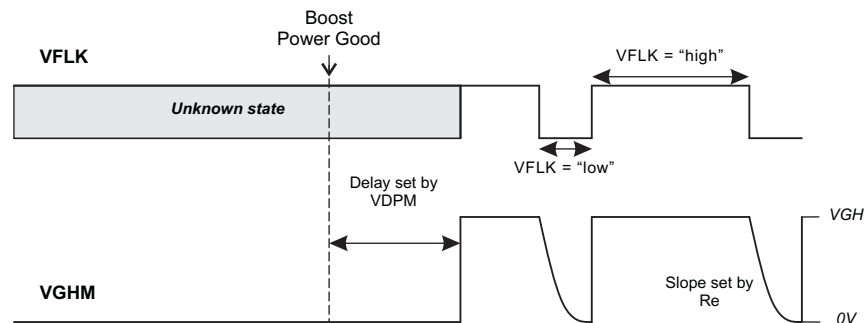 Boost
Power Good
VFLK
VFLK = “high”
Unknown state
VFLK = “low”
Delay set by
VDPM
VGH
VGHM
Slope set by
Re
0V